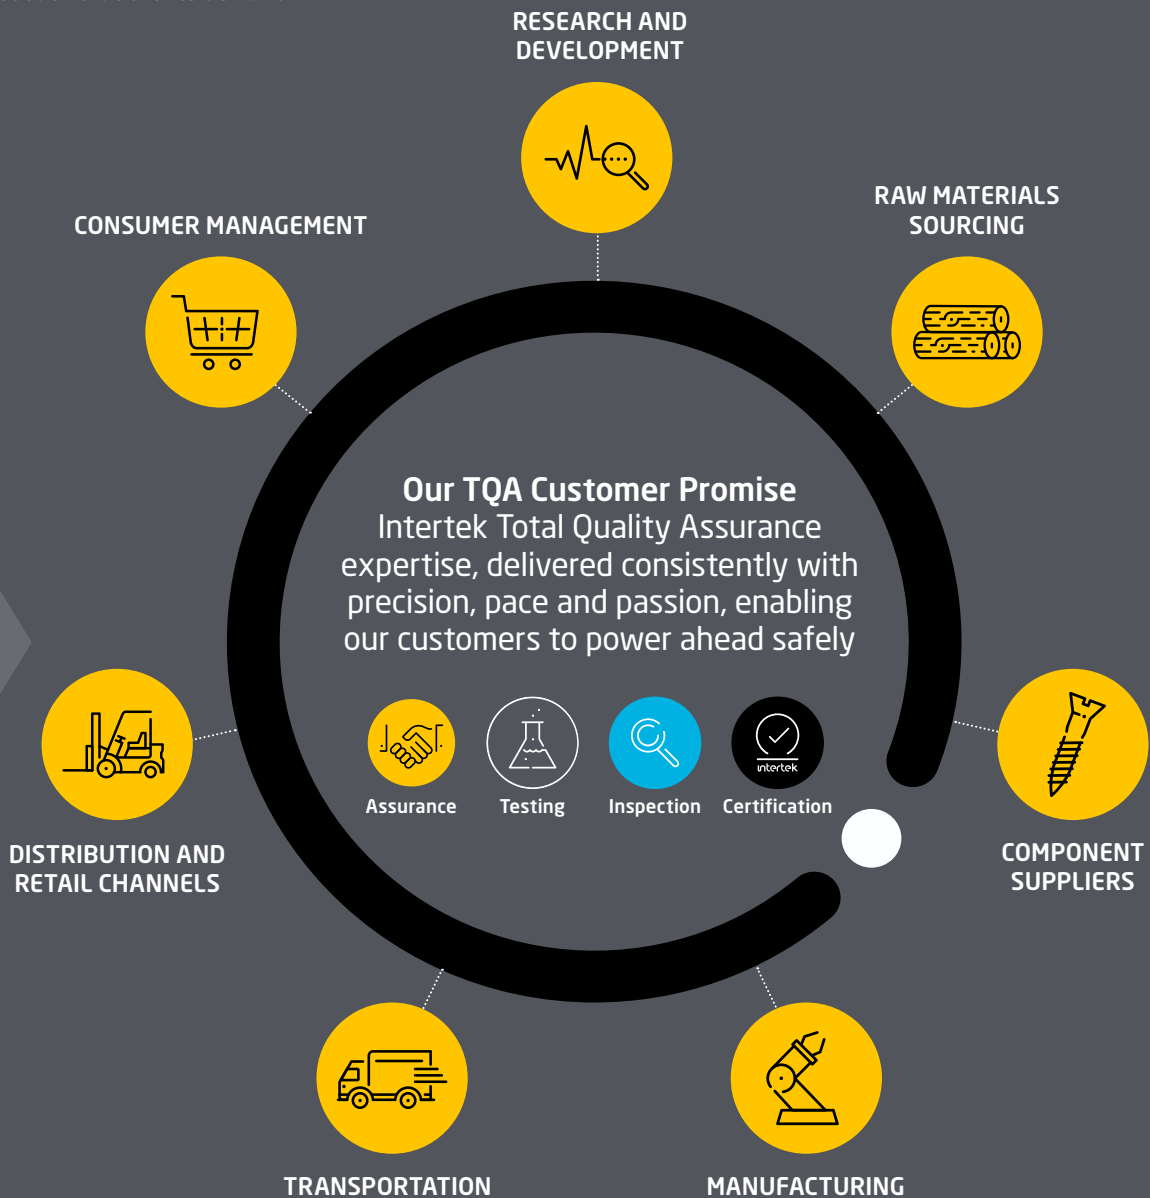 RESEARCH AND
DEVELOPMENT
RAW MATERIALS
SOURCING
CONSUMER MANAGEMENT
Our TQA Customer Promise
Intertek Total Quality Assurance
expertise, delivered consistently with
precision, pace and passion, enabling
our customers to power ahead safely
intertek
Assurance
Testing
Inspection
Certification
DISTRIBUTION AND
RETAIL CHANNELS
COMPONENT
SUPPLIERS
TRANSPORTATION
MANUFACTURING